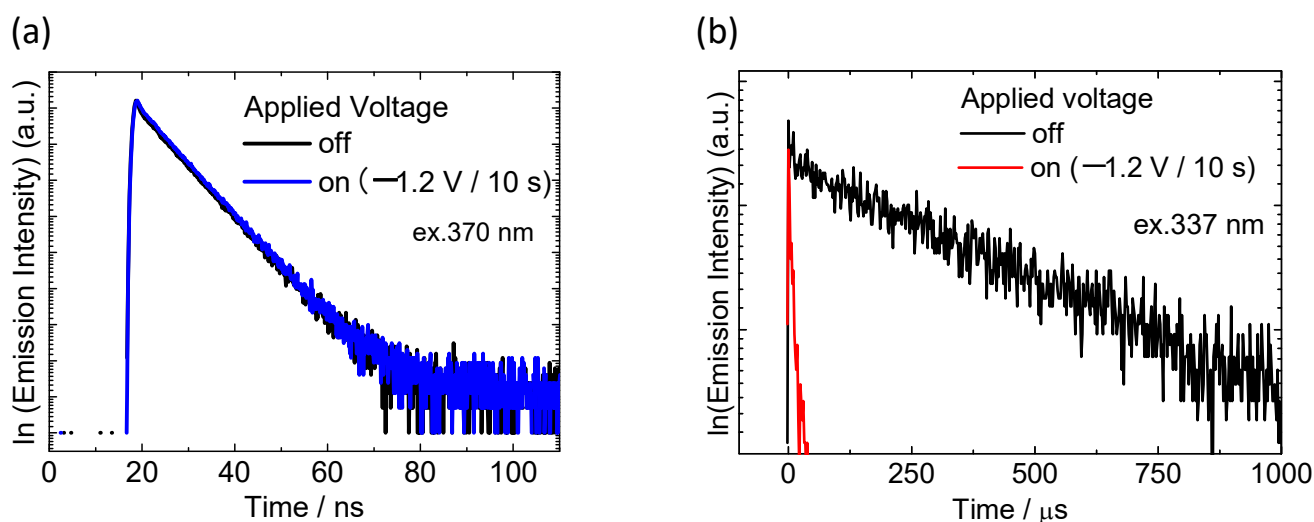 (a)
ln (Emission Intensity) (a.u.)
Applied Voltage
off
on (—1.2 V / 10 s)
ex.370 nm
0 20 40 60 80 100
Time / ns
(b)
ln(Emission Intensity) (a.u.)
Applied voltage
off
on (—1.2 V / 10 s)
ex.337 nm
0 250 500 750 1000
Time / μs